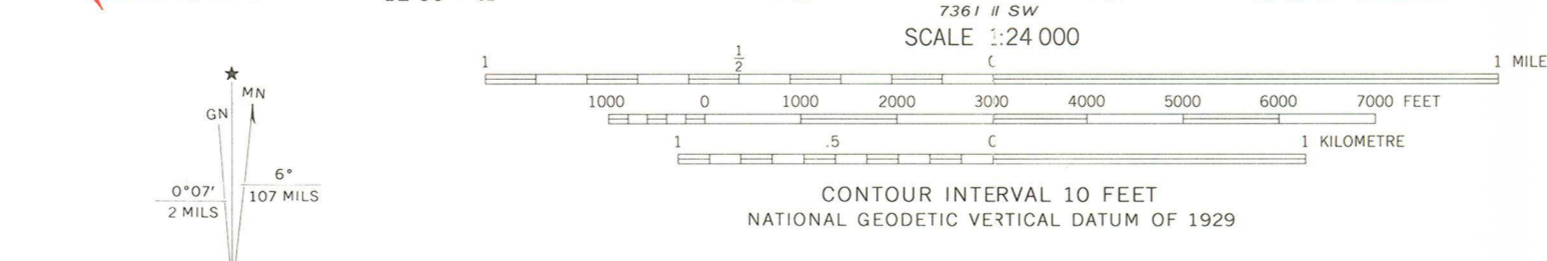 7361 II SW
SCALE 1:24 000
1 1/2 0 1 MILE
1000 0 1000 2000 3000 4000 5000 6000 7000 FEET
1 .5 0 1 KILOMETRE
CONTOUR INTERVAL 10 FEET
NATIONAL GEODETIC VERTICAL DATUM OF 1929
★
MN
GN
0°07′
2 MILS
6°
107 MILS